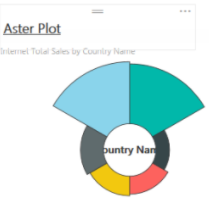 Aster Plot
Internet Total Sales by Country Name
ountry Nam